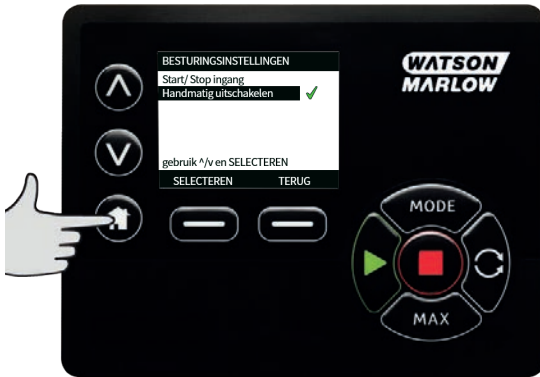 BESTURINGSINSTELLINGEN
Start/ Stop ingang
Handmatig uitschakelen
gebruik ^/v en SELECTEREN
SELECTEREN TERUG
WATSON
MARLOW
MODE
MAX